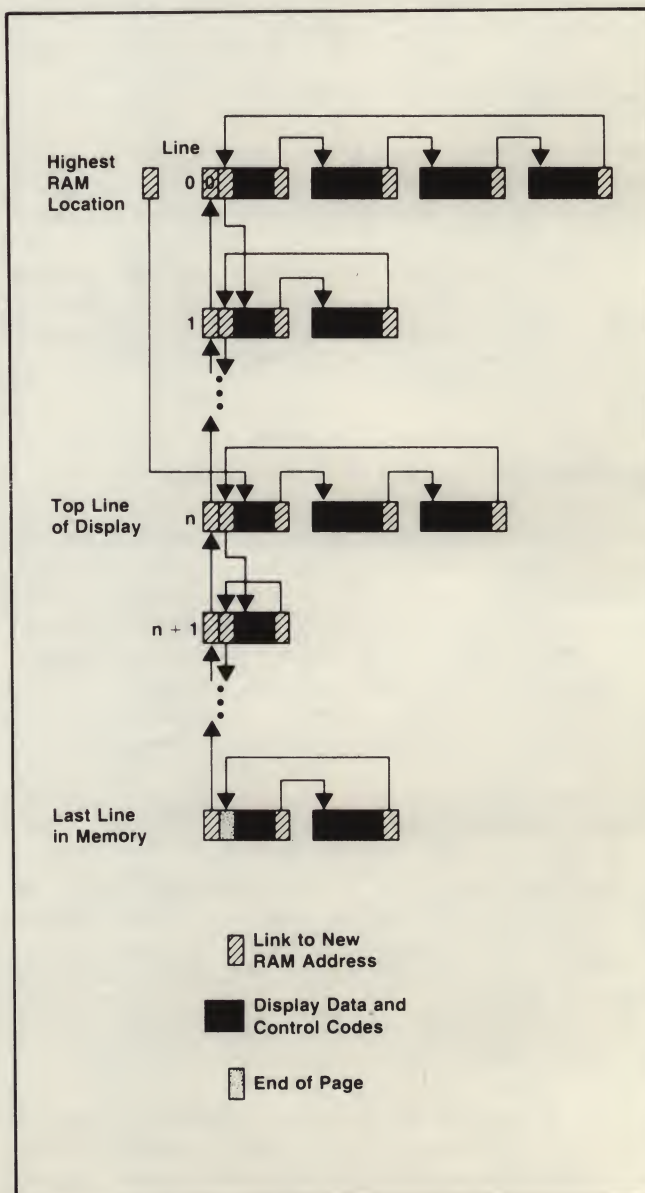 Line
Highest
RAM
Location
0 0
1
Top Line
of Display
n
n + 1
Last Line
in Memory
Link to New
RAM Address
Display Data and
Control Codes
End of Page